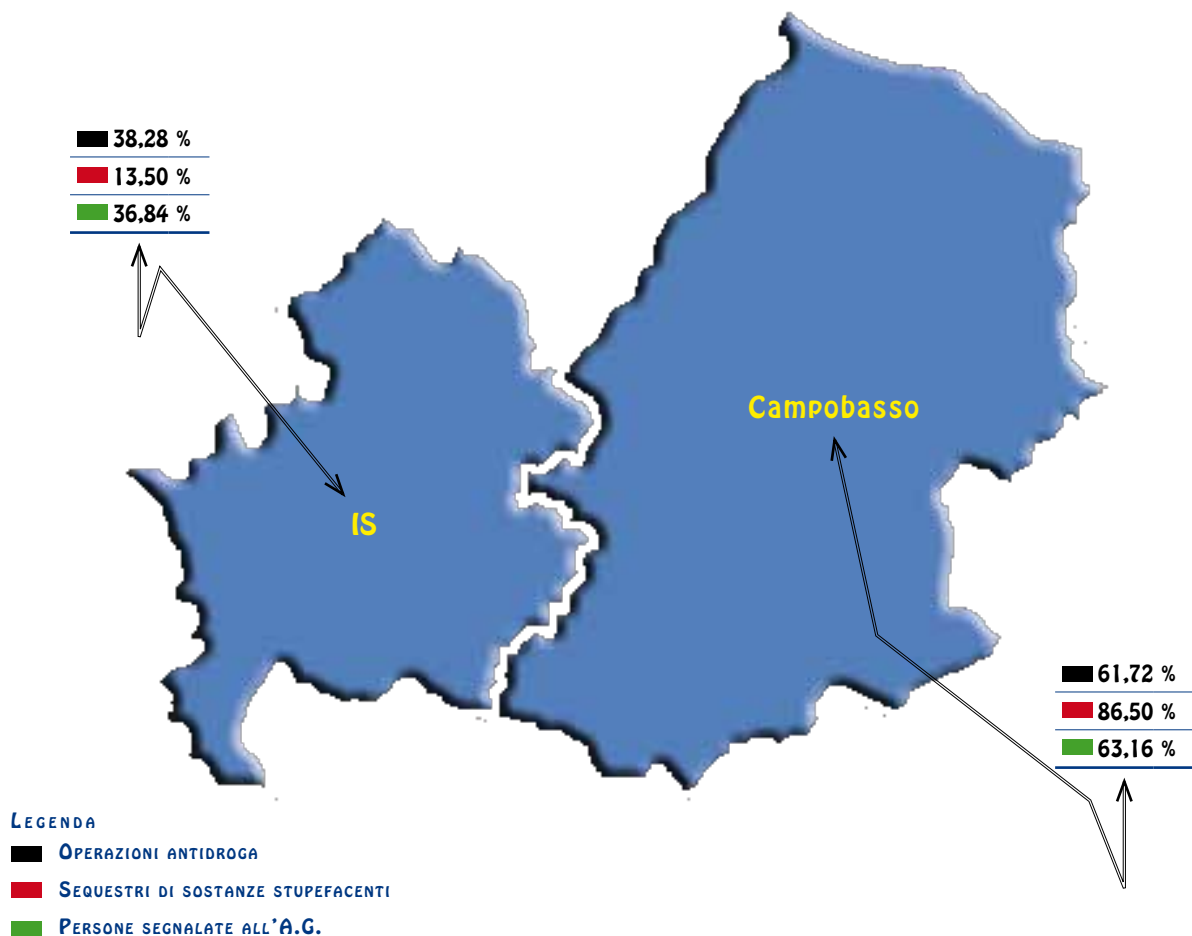 38,28 %
13,50 %
36,84 %
Campobasso
IS
61,72 %
86,50 %
63,16 %
Legenda
Operazioni antidroga
Sequestri di sostanze stupefacenti
Persone segnalate all'A.G.